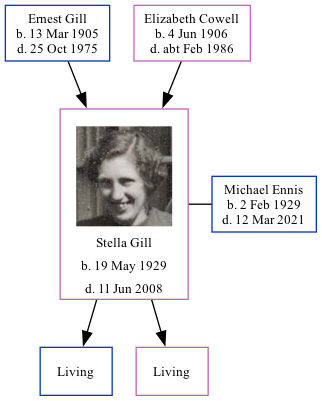 Ernest Gill
b. 13 Mar 1905
d. 25 Oct 1975
Elizabeth Cowell
b. 4 Jun 1906
d. abt Feb 1986
Stella Gill
b. 19 May 1929
d. 11 Jun 2008
Michael Ennis
b. 2 Feb 1929
d. 12 Mar 2021
Living
Living